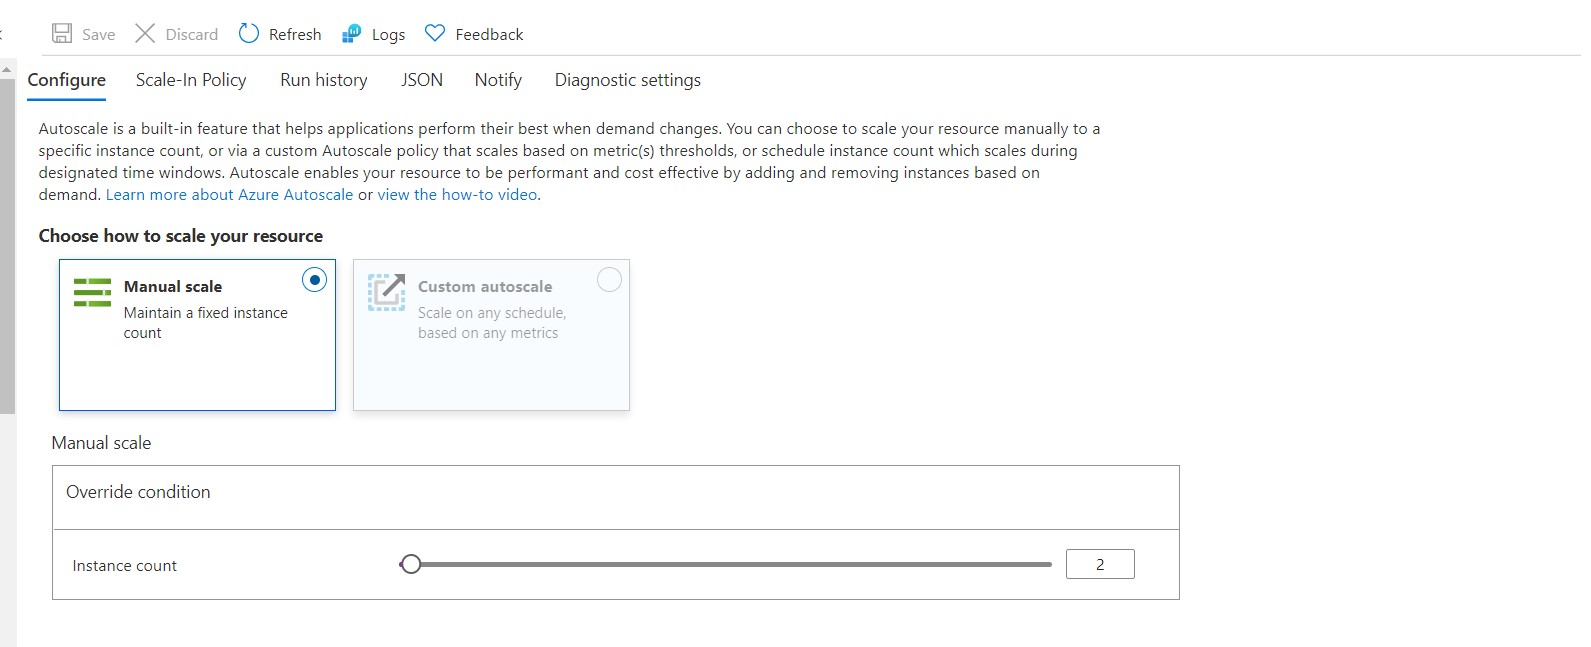 Save Discard Refresh Logs Feedback
Configure Scale-In Policy Run history JSON Notify Diagnostic settings
Autoscale is a built-in feature that helps applications perform their best when demand changes. You can choose to scale your resource manually to a
specific instance count, or via a custom Autoscale policy that scales based on metric(s) thresholds, or schedule instance count which scales during
designated time windows. Autoscale enables your resource to be performant and cost effective by adding and removing instances based on
demand. Learn more about Azure Autoscale or view the how-to video.
Choose how to scale your resource
Manual scale
Maintain a fixed instance
count
Custom autoscale
Scale on any schedule,
based on any metrics
Manual scale
Override condition
Instance count 2